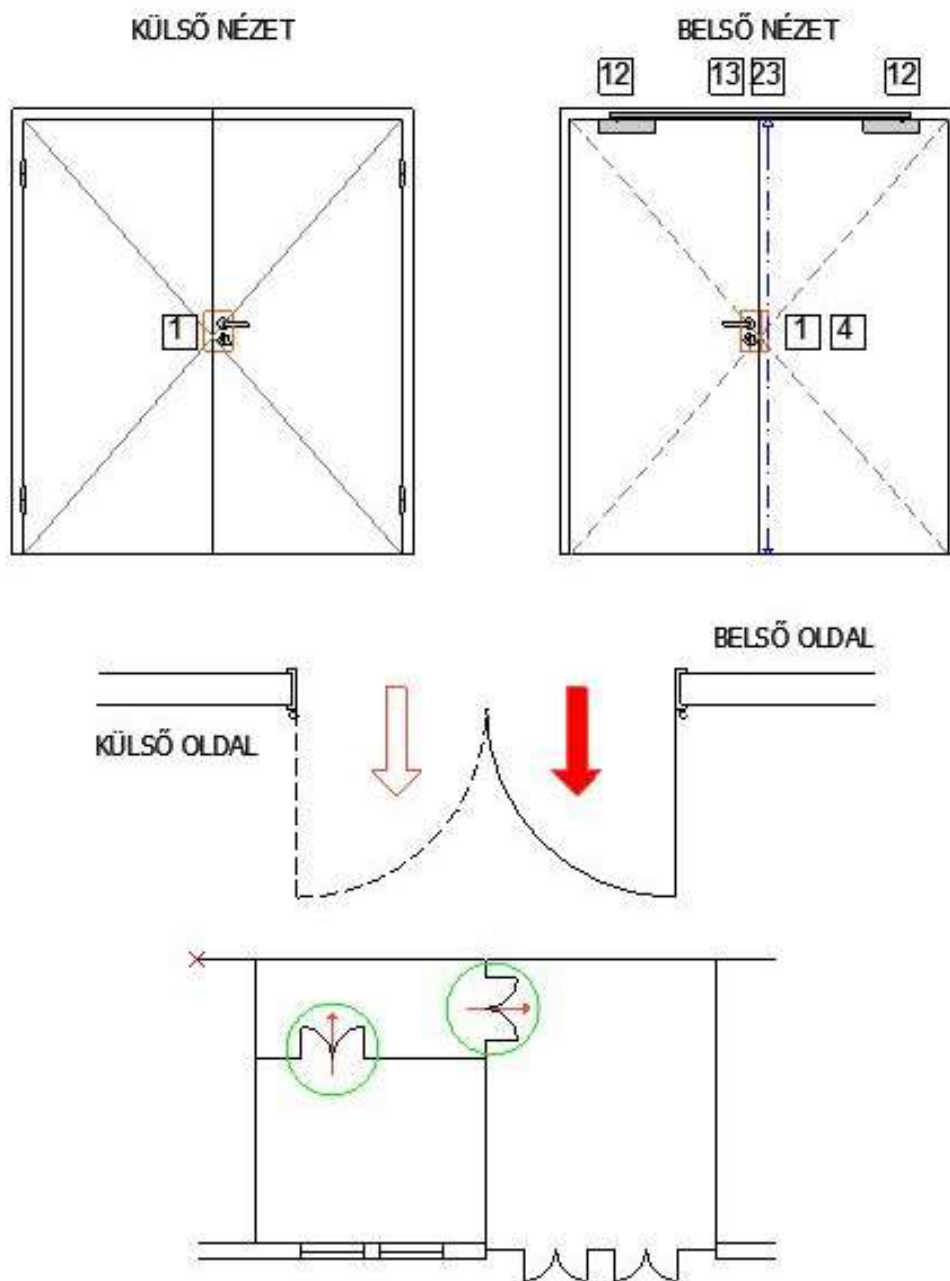 KÜLSŐ NÉZET
BELSŐ NÉZET
12 13 23 12
1
1 4
BELSŐ OLDAL
KÜLSŐ OLDAL